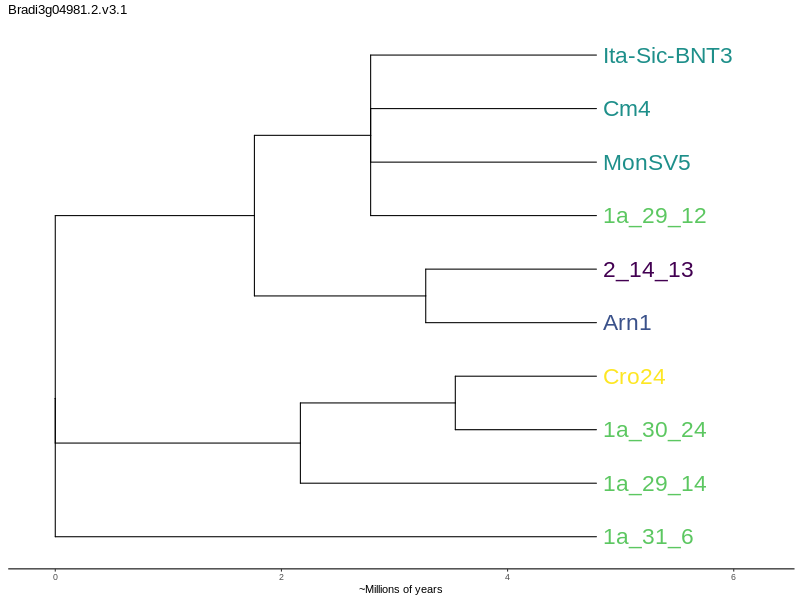 Bradi3g04981.2.v3.1
Ita-Sic-BNT3
Cm4
MonSV5
1a_29_12
2_14_13
Arn1
Cro24
1a_30_24
1a_29_14
1a_31_6
0 2 4 6
~Millions of years